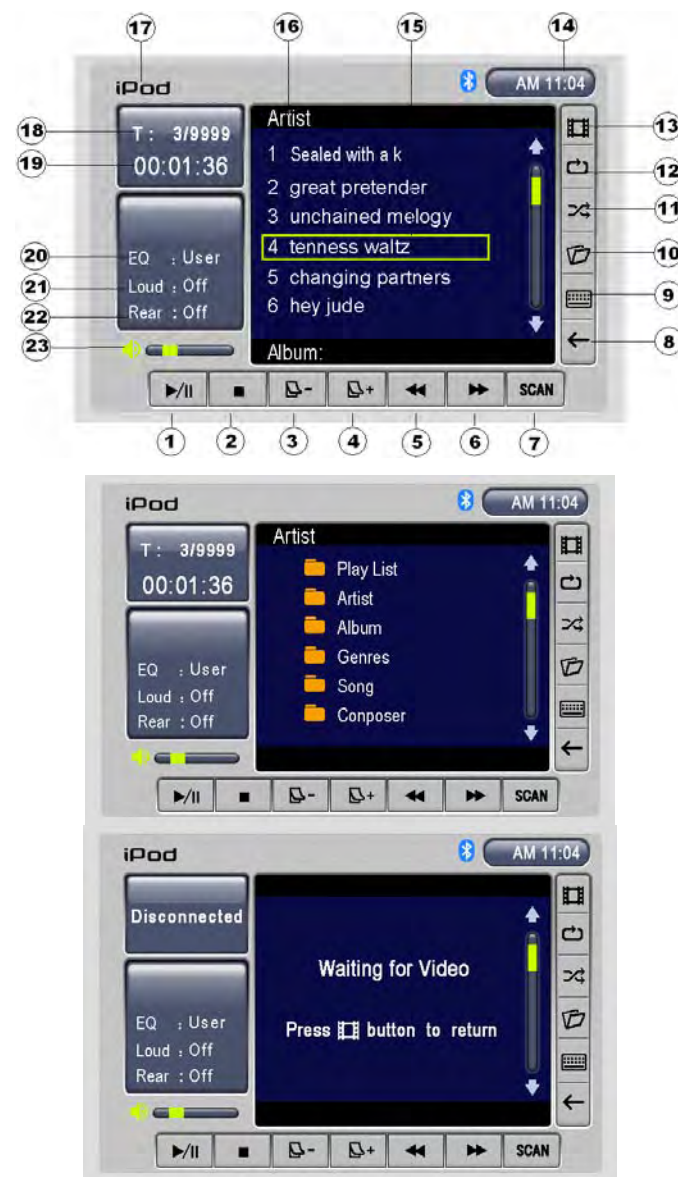 17 16 15 14
iPod AM 11:04
18 T : 3/9999
19 00:01:36
Artist
1 Sealed with a k
2 great pretender
3 unchained melogy
4 tenness waltz
5 changing partners
6 hey jude
Album:
13
12
11
10
9
8
20 EQ : User
21 Loud : Off
22 Rear : Off
23
- + SCAN
1 2 3 4 5 6 7
iPod AM 11:04
T : 3/9999
00:01:36
Artist
Play List
Artist
Album
Genres
Song
Conposer
EQ : User
Loud : Off
Rear : Off
- + SCAN
iPod AM 11:04
Disconnected
Waiting for Video
Press button to return
EQ : User
Loud : Off
Rear : Off
- + SCAN